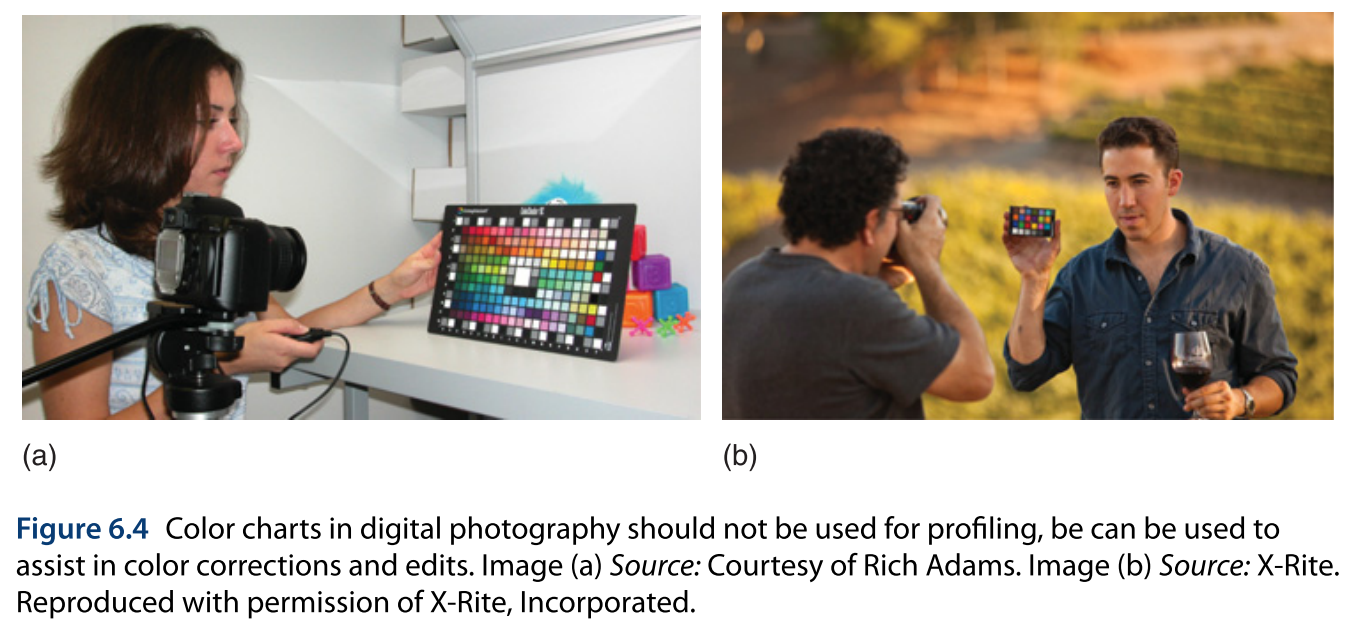 (a)
(b)
Figure 6.4 Color charts in digital photography should not be used for profiling, be can be used to
assist in color corrections and edits. Image (a) Source: Courtesy of Rich Adams. Image (b) Source: X-Rite.
Reproduced with permission of X-Rite, Incorporated.